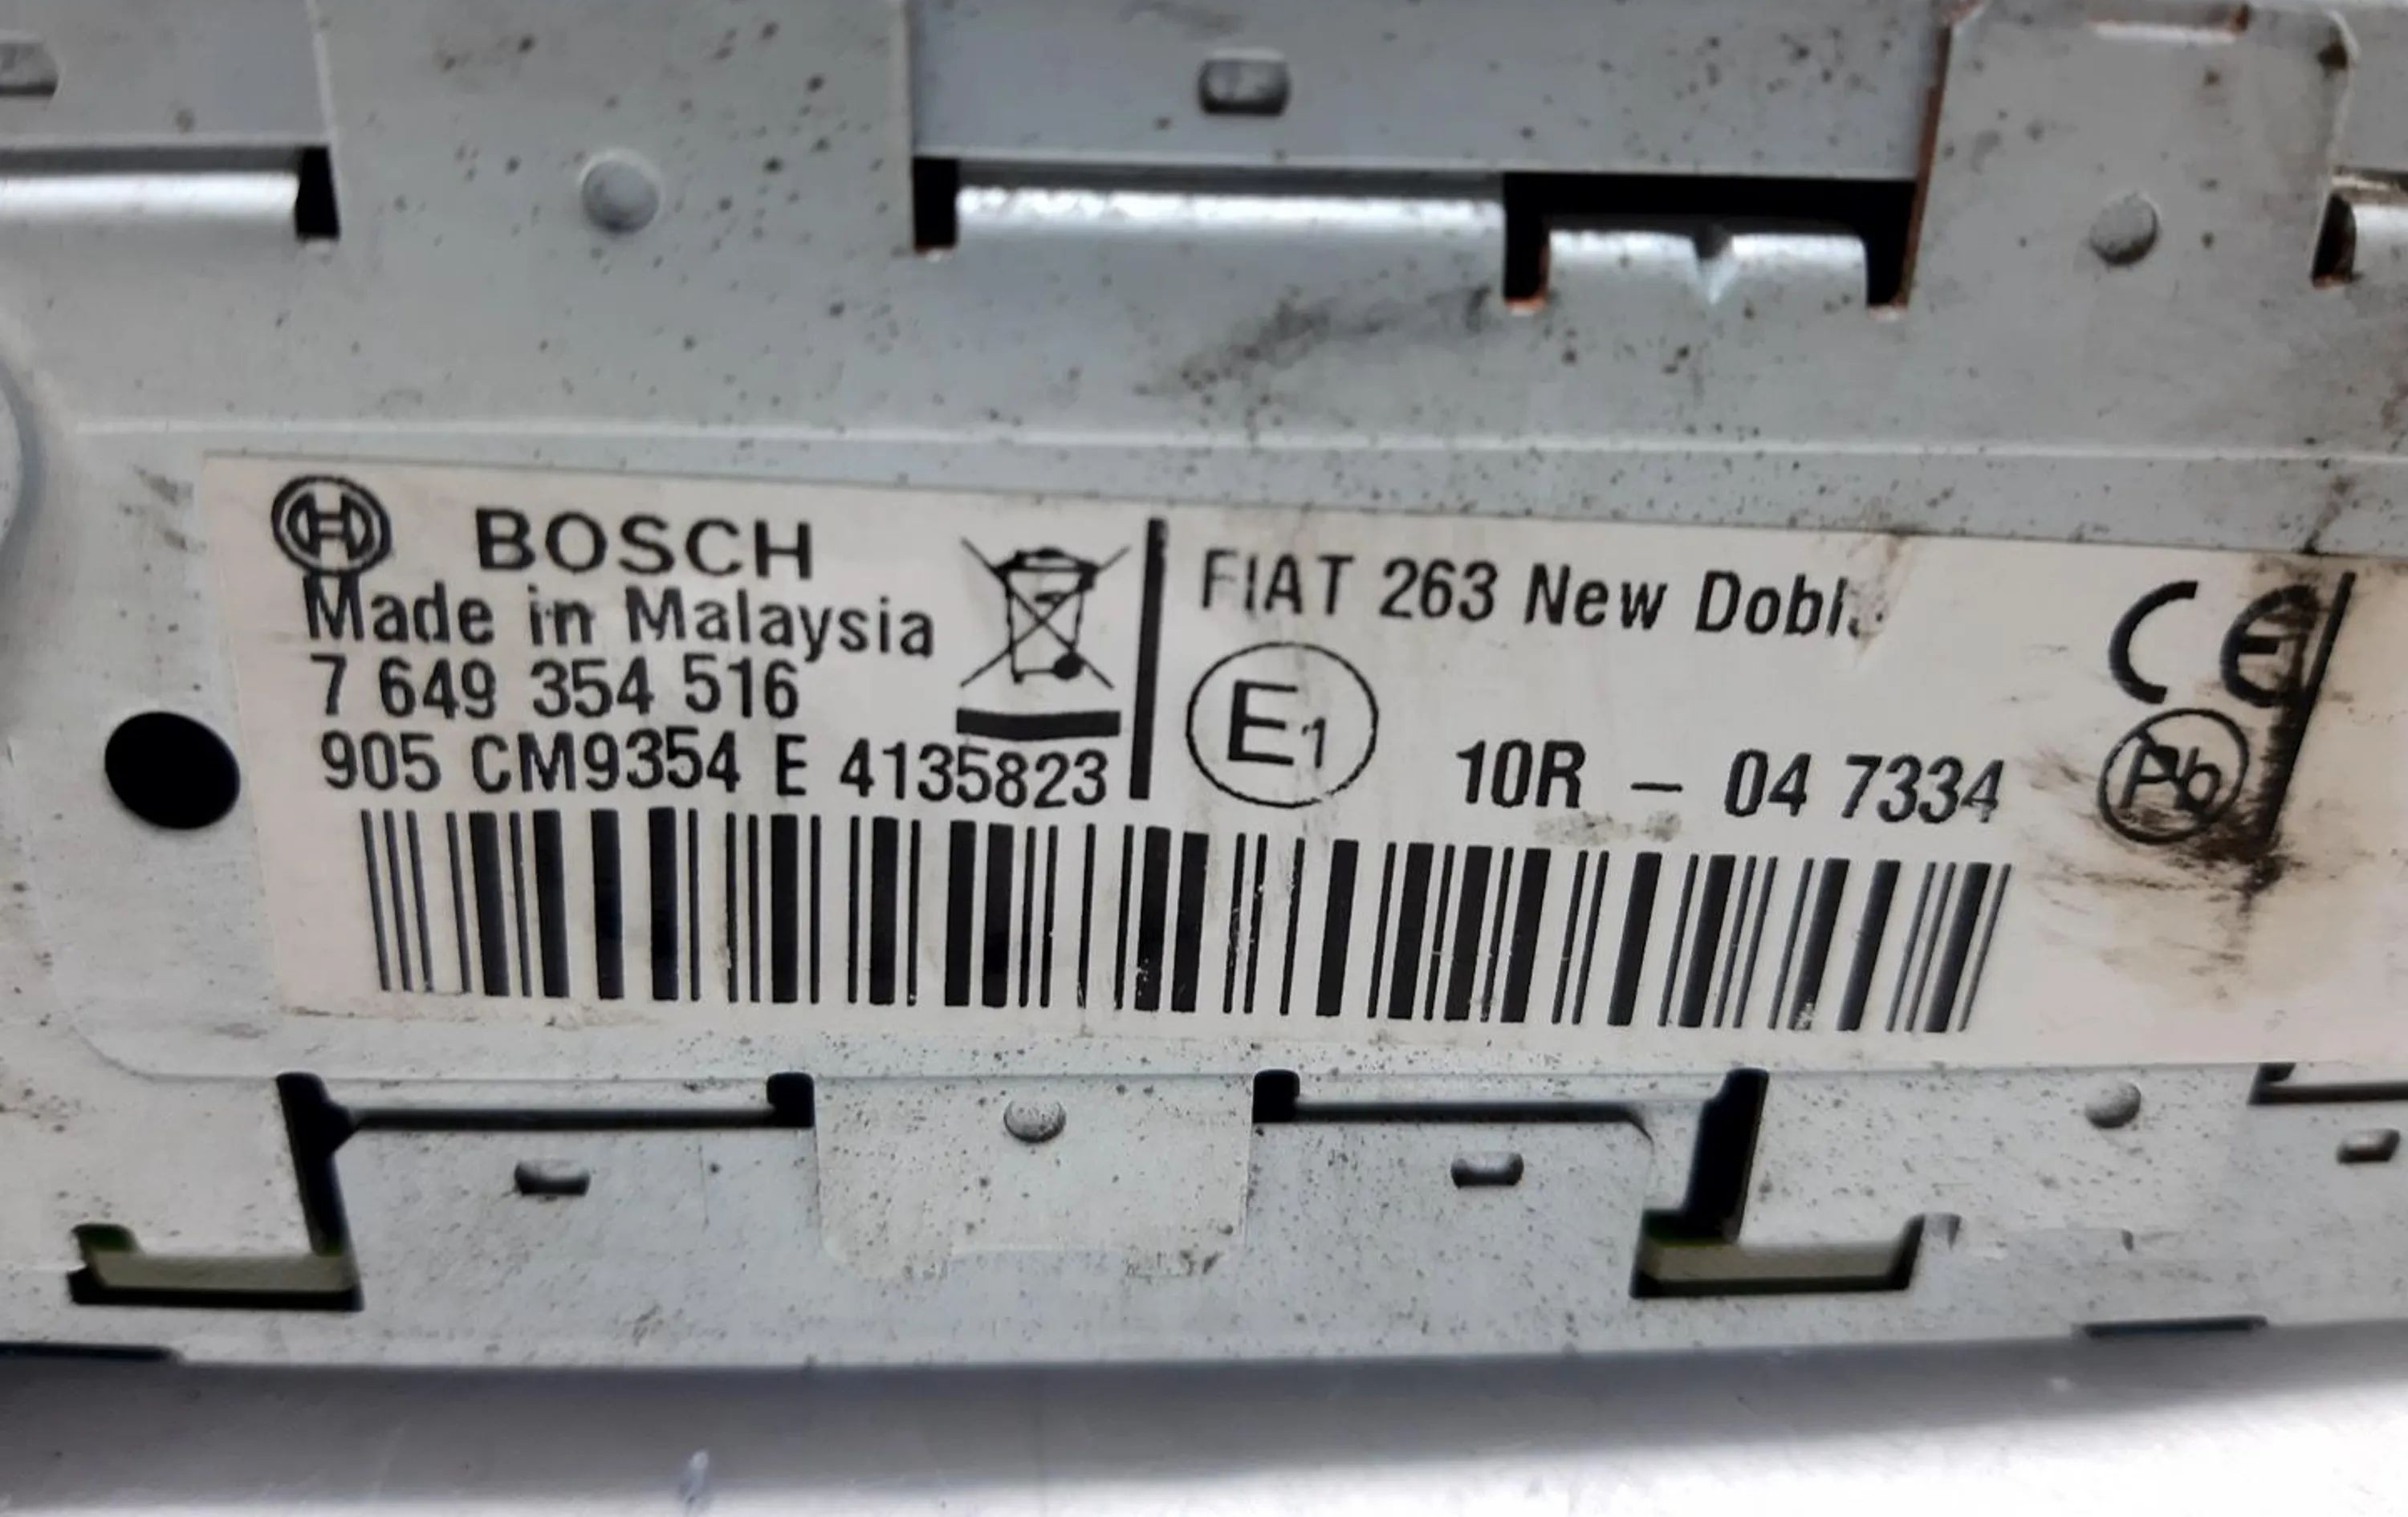 BOSCH
Made in Malaysia
7 649 354 516
905 CM9354 E 4135823
FIAT 263 New
E1 10R - 04 7334
CE
Pb